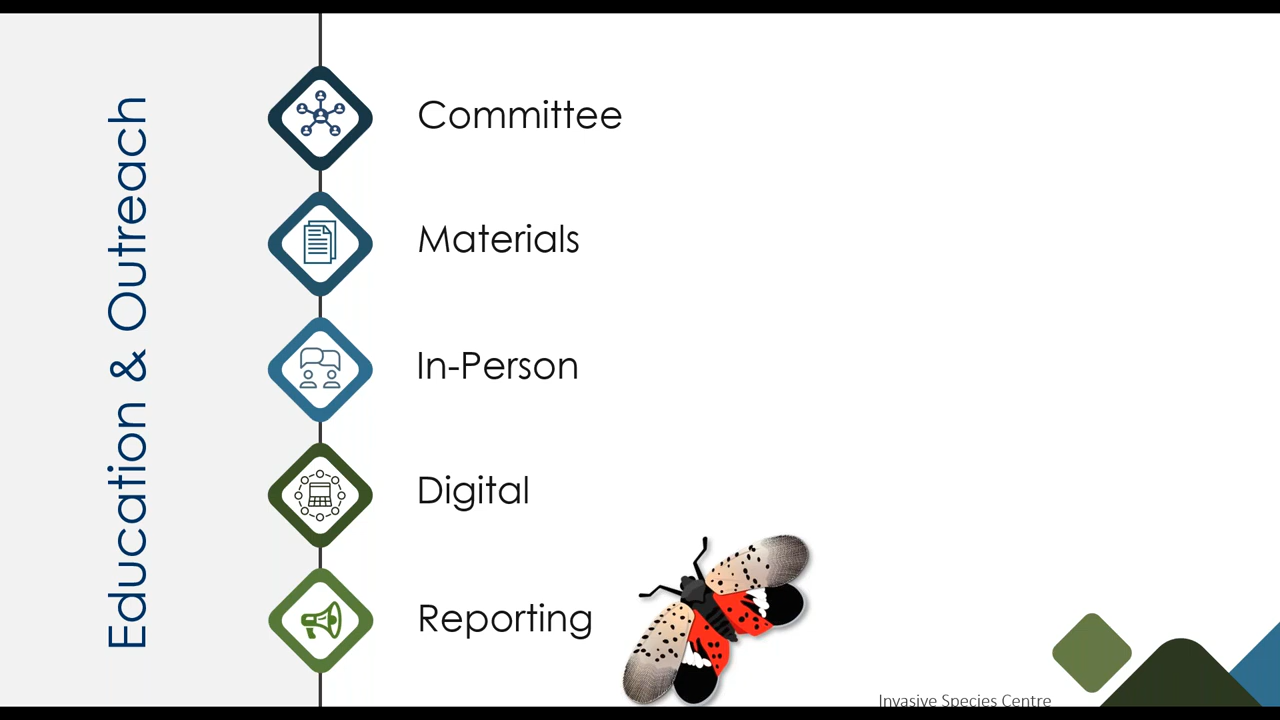 Education & Outreach
Committee
Materials
In-Person
Digital
Reporting
Invasive Species Centre